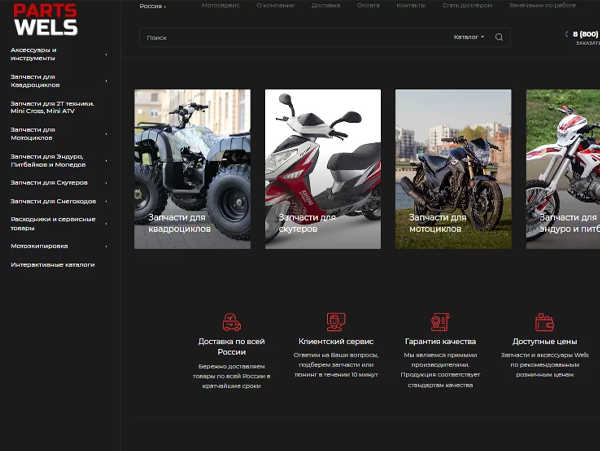 PARTS
WELS
Россия
Мотосервис
О компании
Доставка
Оплата
Контакты
Стать дилером
Замечания по работе
Поиск
Каталог
8 (800)
ЗАКАЗАТЬ
Аксессуары и
инструменты
Запчасти для
Квадроциклов
Запчасти для 2Т техники.
Mini Cross, Mini ATV
Запчасти для
Мотоциклов
Запчасти для Эндуро,
Питбайков и Мопедов
Запчасти для Скутеров
Запчасти для Снегоходов
Расходники и сервисные
товары
Мотоэкипировка
Интерактивные каталоги
Запчасти для
квадроциклов
Запчасти для
скутеров
Запчасти для
мотоциклов
Запчасти для
эндуро и питб
Доставка по всей
России
Бережно доставляем
товары по всей России в
кратчайшие сроки
Клиентский сервис
Ответим на Ваши вопросы,
подберем запчасти или
тюнинг в течении 10 минут
Гарантия качества
Мы являемся прямыми
производителями.
Продукция соответствует
стандартам качества
Доступные цены
Запчасти и аксессуары Wels
по рекомендованным
розничным ценам